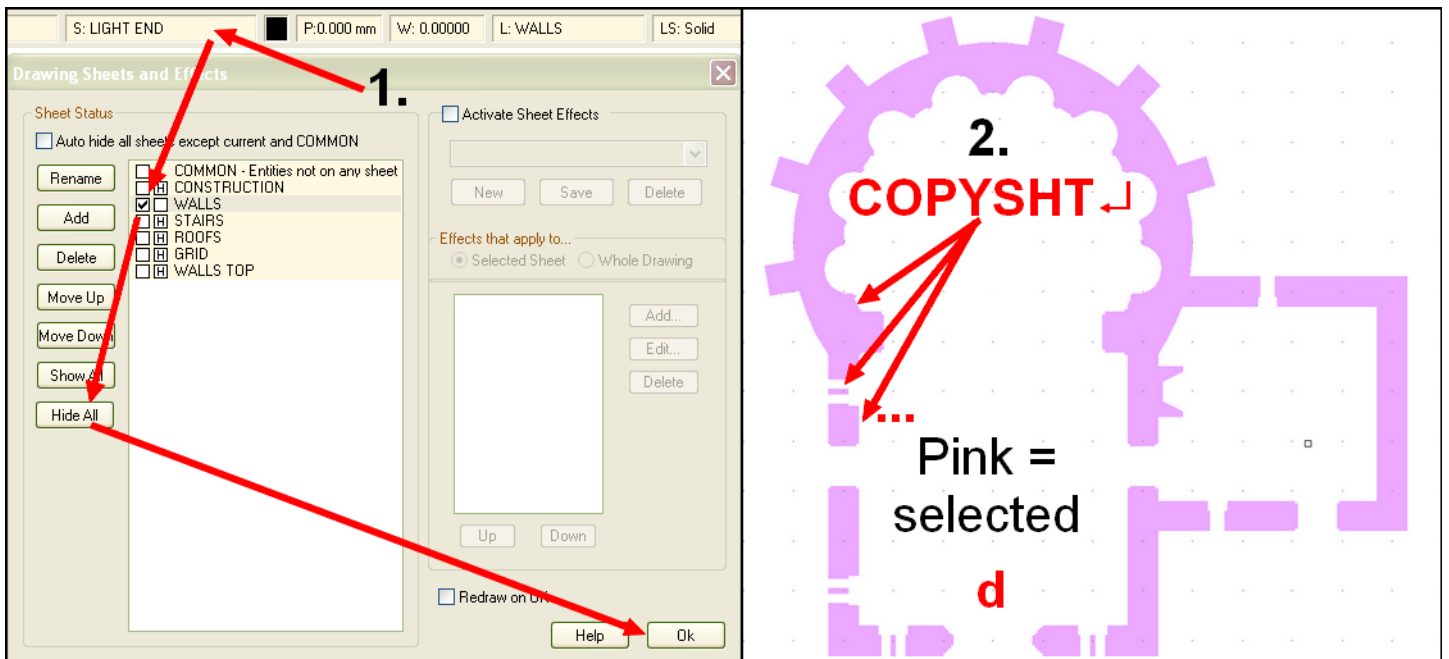 S: LIGHT END P:0.000 mm W: 0.00000 L: WALLS LS: Solid
Drawing Sheets and Effects
1.
Sheet Status
Auto hide all sheets except current and COMMON
Rename
Add
Delete
Move Up
Move Down
Show All
Hide All
COMMON - Entities not on any sheet
H CONSTRUCTION
WALLS
H STAIRS
H ROOFS
H GRID
H WALLS TOP
Activate Sheet Effects
New Save Delete
Effects that apply to...
Selected Sheet Whole Drawing
Add...
Edit...
Delete
Up Down
Redraw on OK
Help Ok
2.
COPYSHT↵
...
Pink =
selected
d